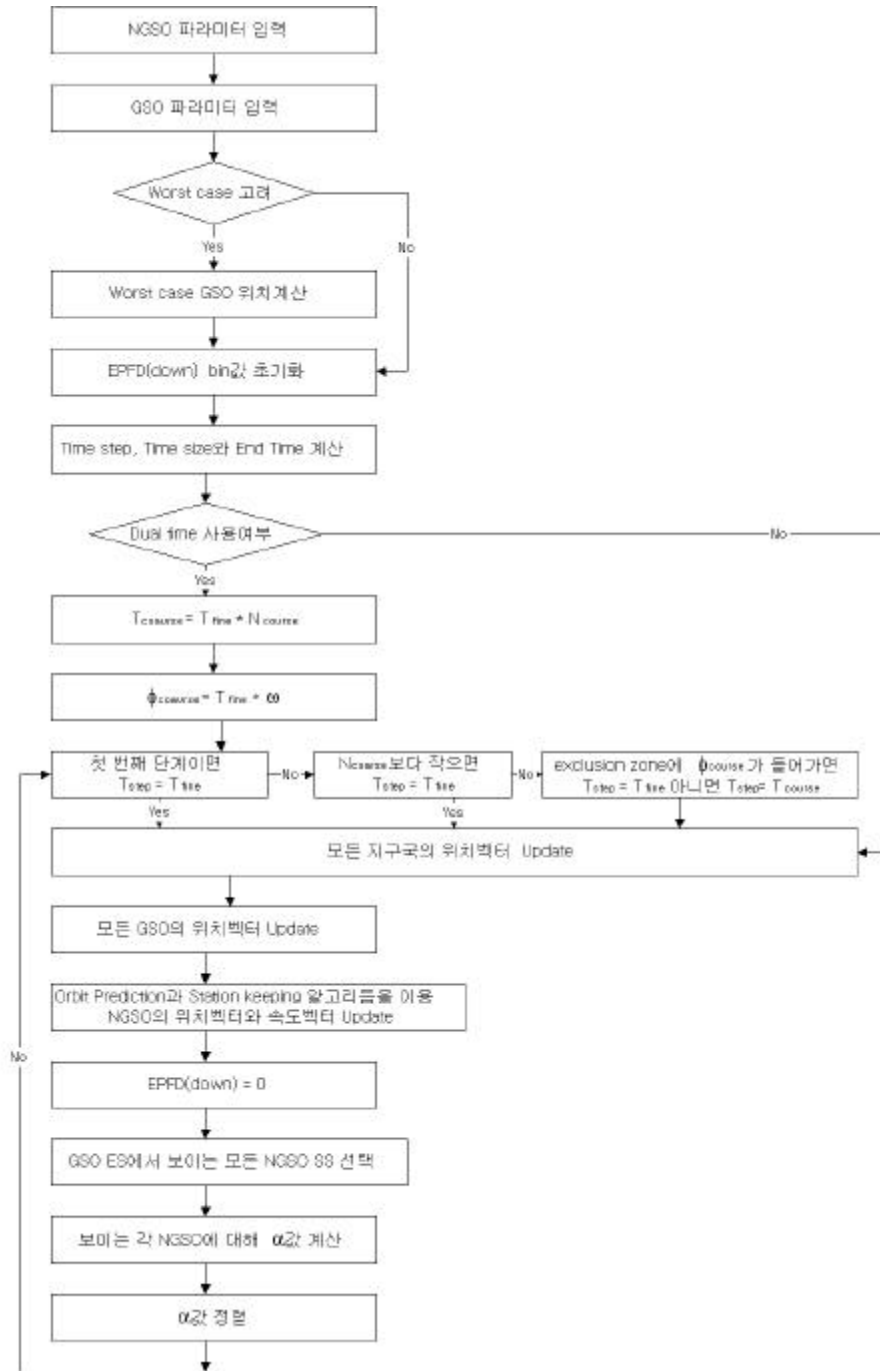 NGSO 파라미터 입력
GSO 파라미터 입력
Worst case 고려
Yes
No
Worst case GSO 위치계산
EPFD(down) bin값 초기화
Time step, Time size와 End Time 계산
Dual time 사용여부
No
Yes
Tcourse = T fine * N course
ϕcourse = T fine * ω
첫 번째 단계이면
Tstep = T fine
No
Ncourse보다 작으면
Tstep = T fine
No
exclusion zone에 ϕcourse가 들어가면
Tstep = T fine 아니면 Tstep= T course
Yes
Yes
모든 지구국의 위치벡터 Update
모든 GSO의 위치벡터 Update
Orbit Prediction과 Station keeping 알고리듬을 이용
NGSO의 위치벡터와 속도벡터 Update
No
EPFD(down) = 0
GSO ES에서 보이는 모든 NGSO SS 선택
보이는 각 NGSO에 대해 α값 계산
α값 정렬